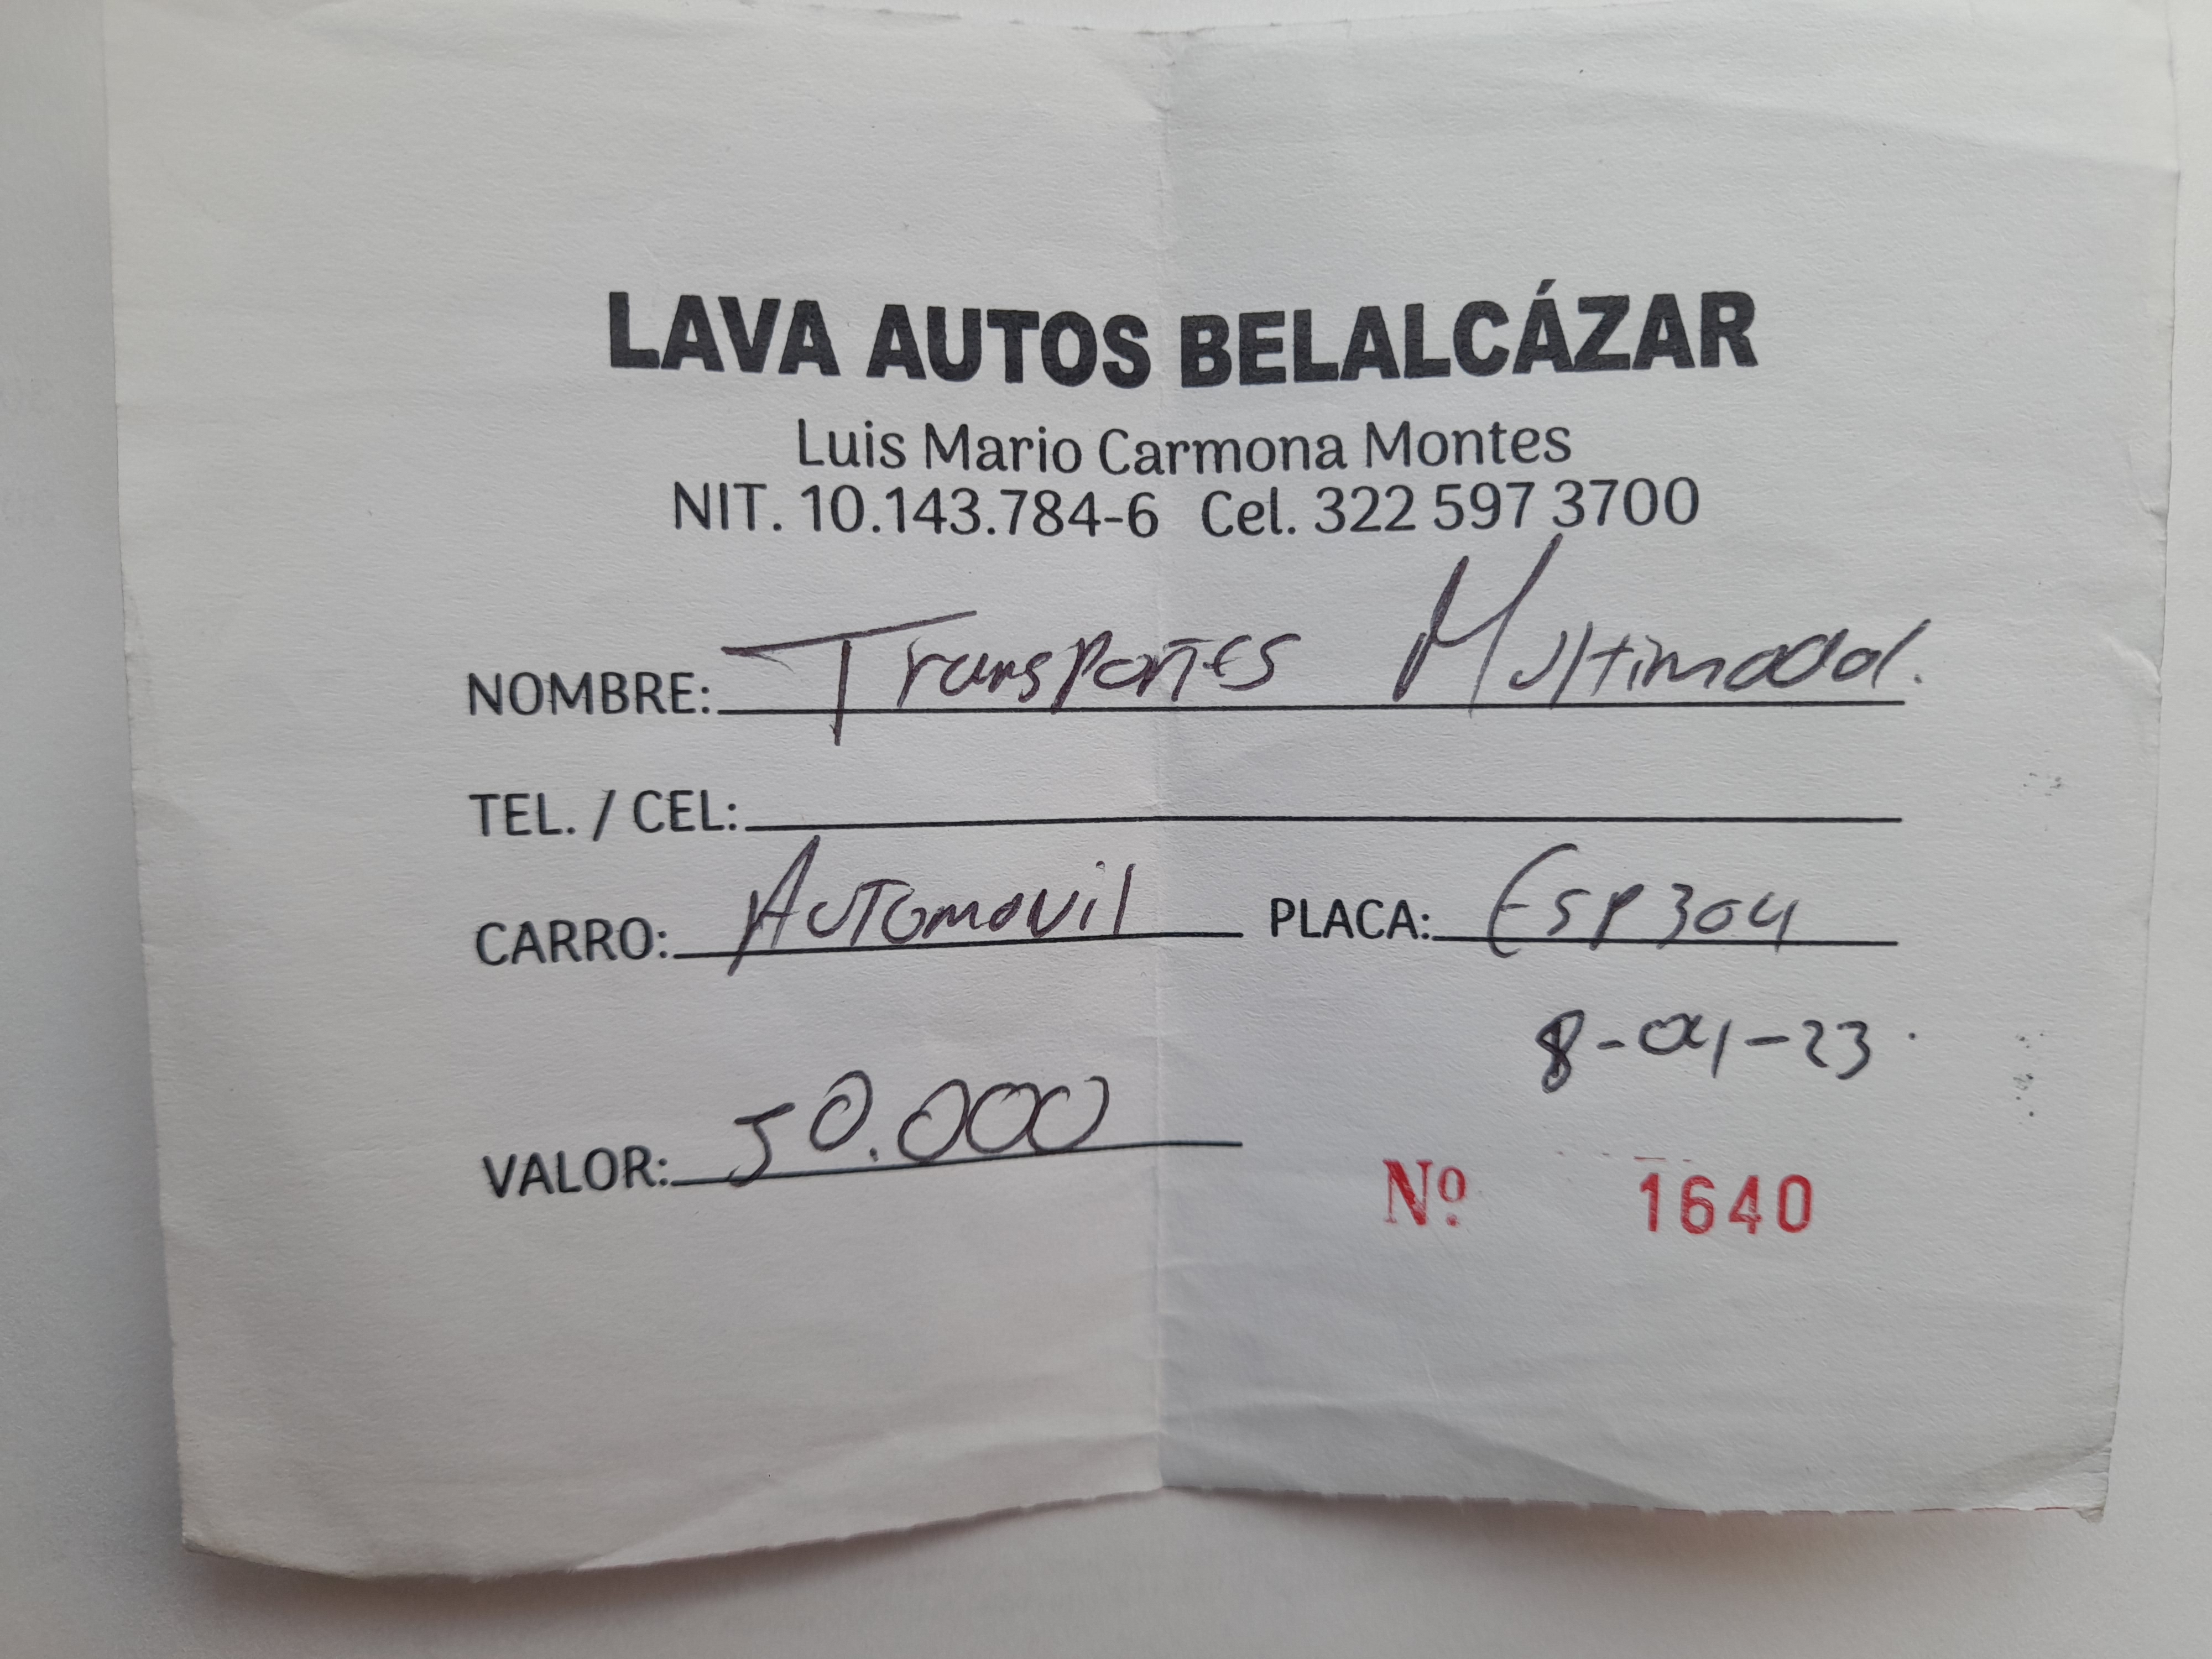 LAVA AUTOS BELALCÁZAR
Luis Mario Carmona Montes
NIT. 10.143.784-6 Cel. 322 597 3700
NOMBRE: Transportes Multimodal.
TEL. / CEL:
CARRO: Automovil PLACA: ESP304
8-04-23.
VALOR: 50.000
Nº 1640